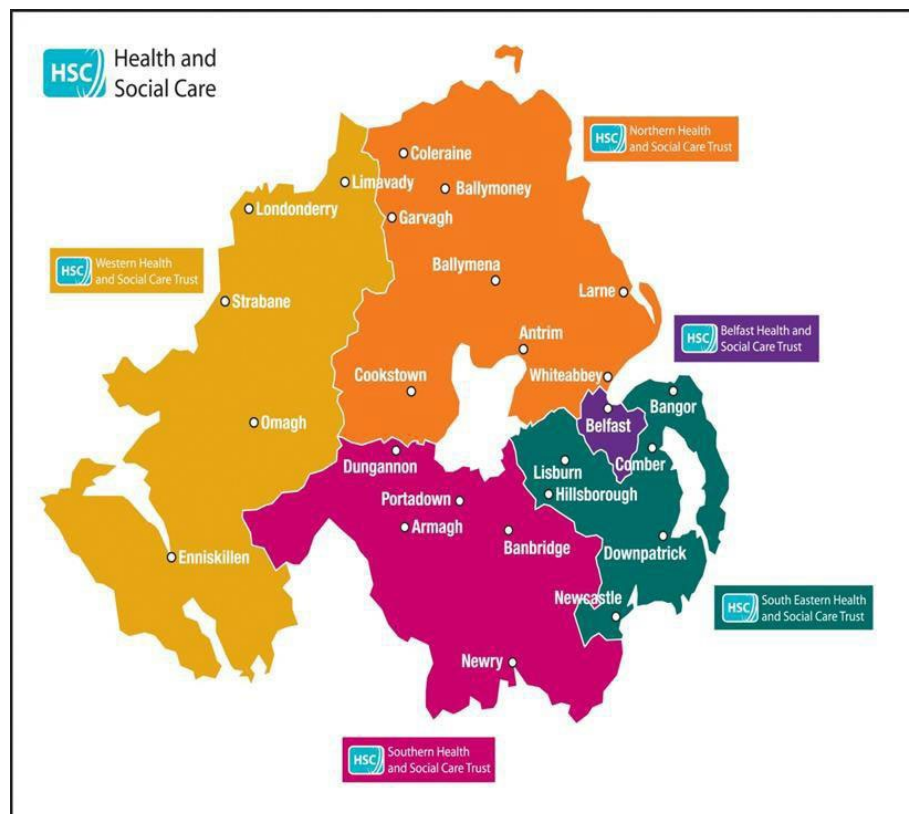 HSC
Health and
Social Care
HSC
Northern Health
and Social Care Trust
Coleraine
Limavady
Ballymoney
Londonderry
Garvagh
HSC
Western Health
and Social Care Trust
Ballymena
Larne
Strabane
HSC
Belfast Health and
Social Care Trust
Antrim
Cookstown
Whiteabbey
Bangor
Omagh
Belfast
Dungannon
Lisburn
Comber
Portadown
Hillsborough
Armagh
Banbridge
Enniskillen
Downpatrick
Newcastle
HSC
South Eastern Health
and Social Care Trust
Newry
HSC
Southern Health
and Social Care Trust